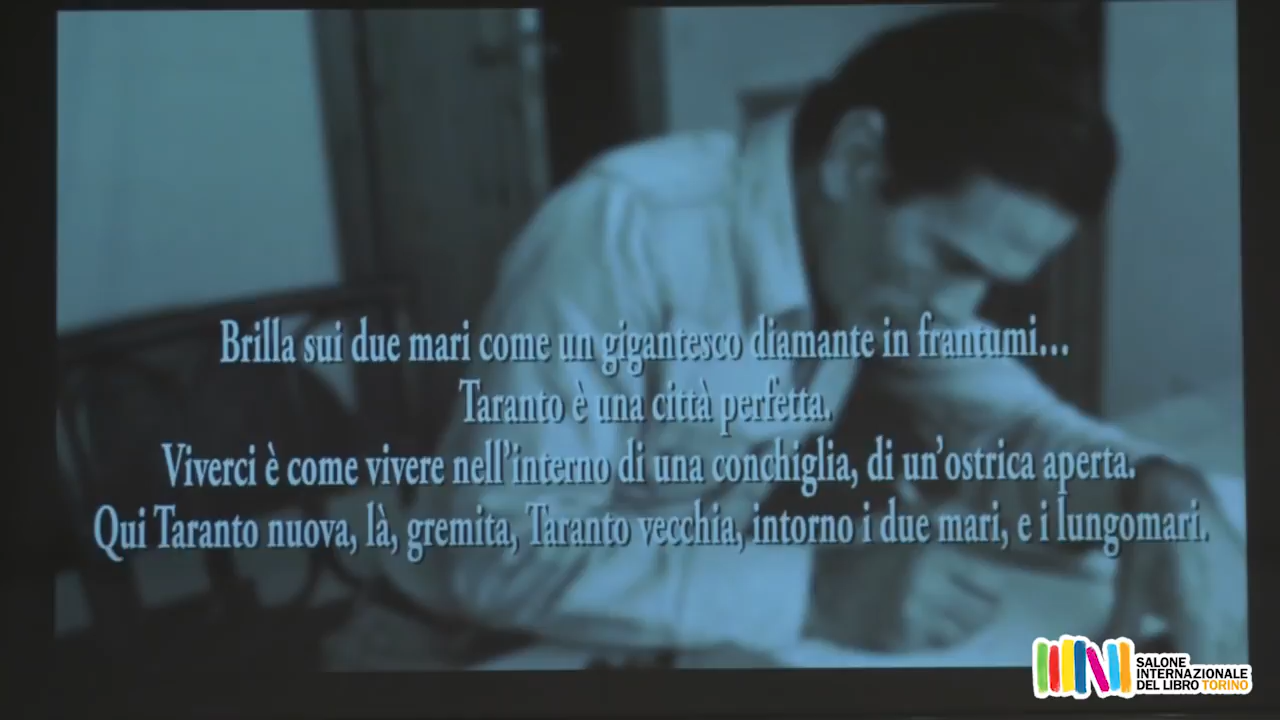 Brilla sui due mari come un gigantesco diamante in frantumi...
Taranto è una città perfetta.
Viverci è come vivere nell'interno di una conchiglia, di un'ostrica aperta.
Qui Taranto nuova, là, gremita, Taranto vecchia, intorno i due mari, e i lungomari.
SALONE
INTERNAZIONALE
DEL LIBRO TORINO